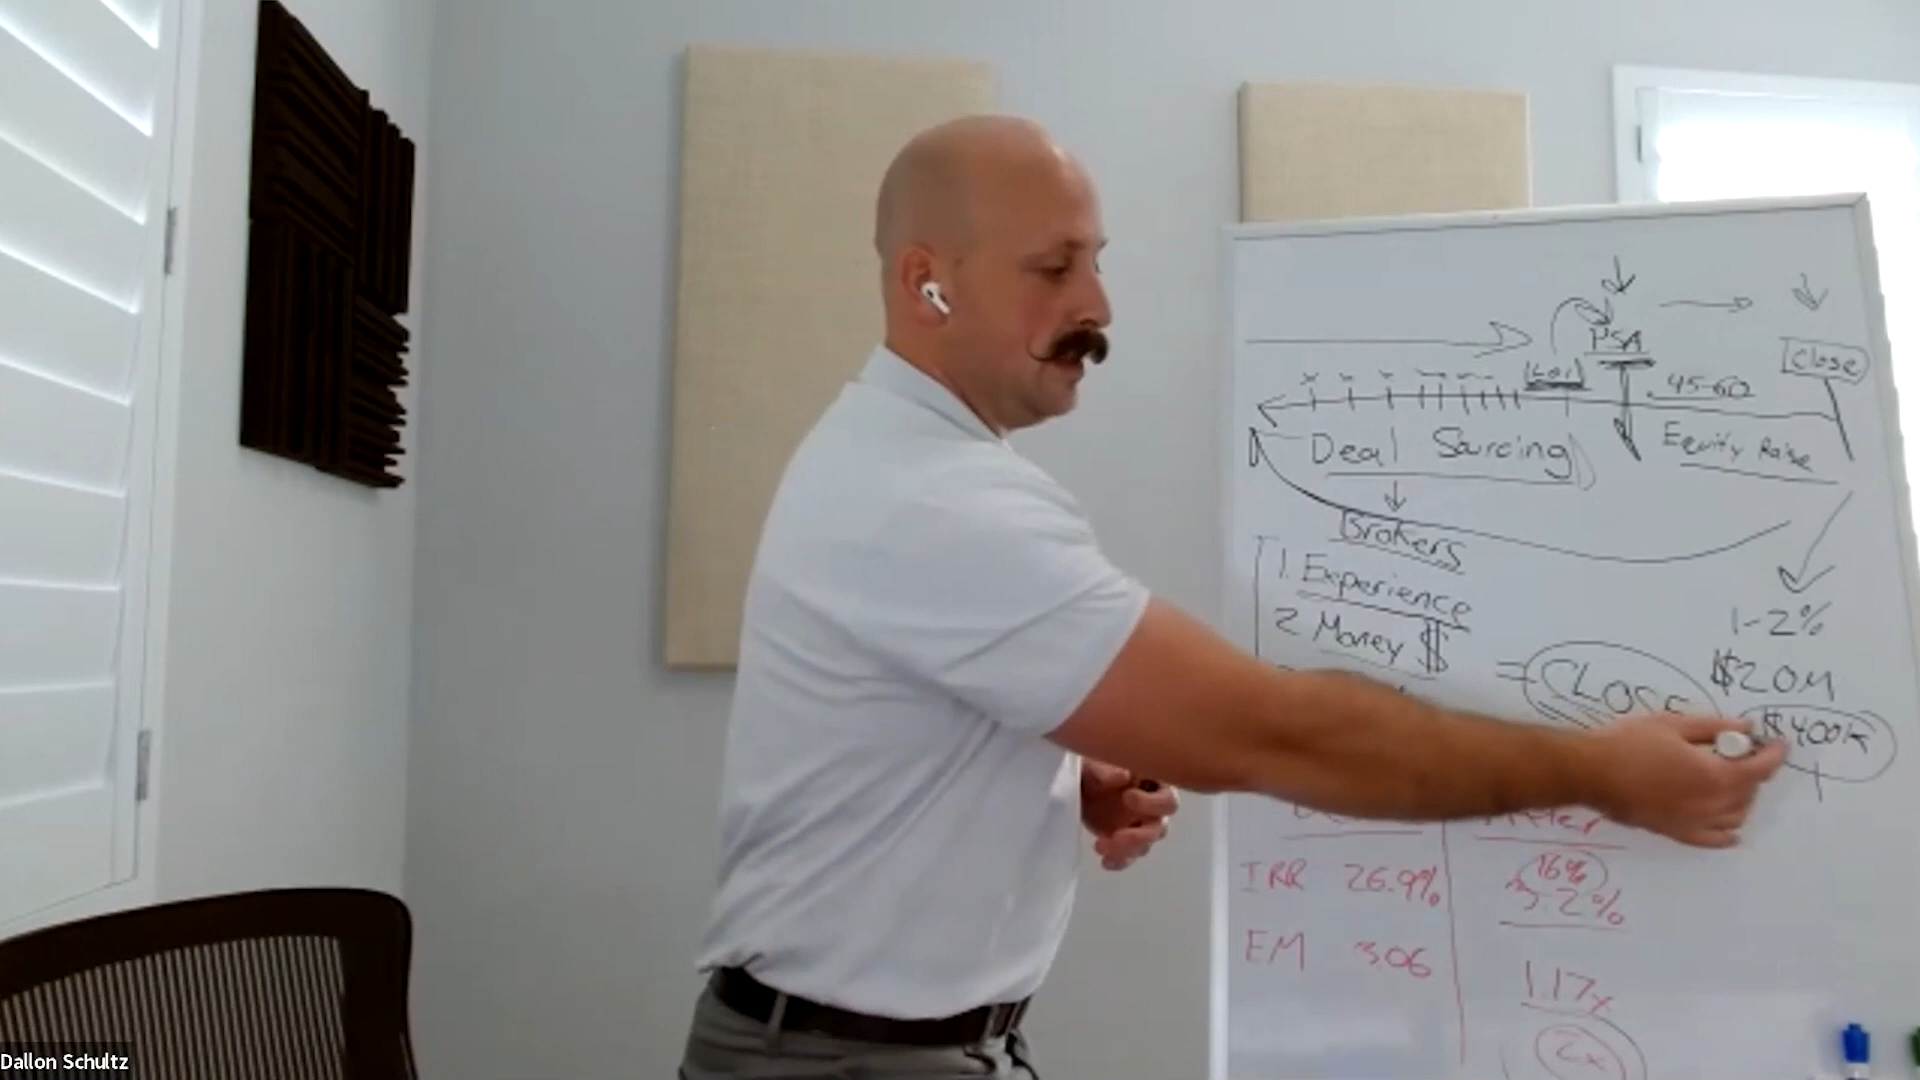 PSA
LOI
Close
45-60
Deal Sourcing
Equity Raise
Brokers
1. Experience
2 Money $
1-2%
= CLOSE
$20M
$400k
16%
IRR 26.9%
3.2%
EM 3.06
1.17x
2x
Dallon Schultz